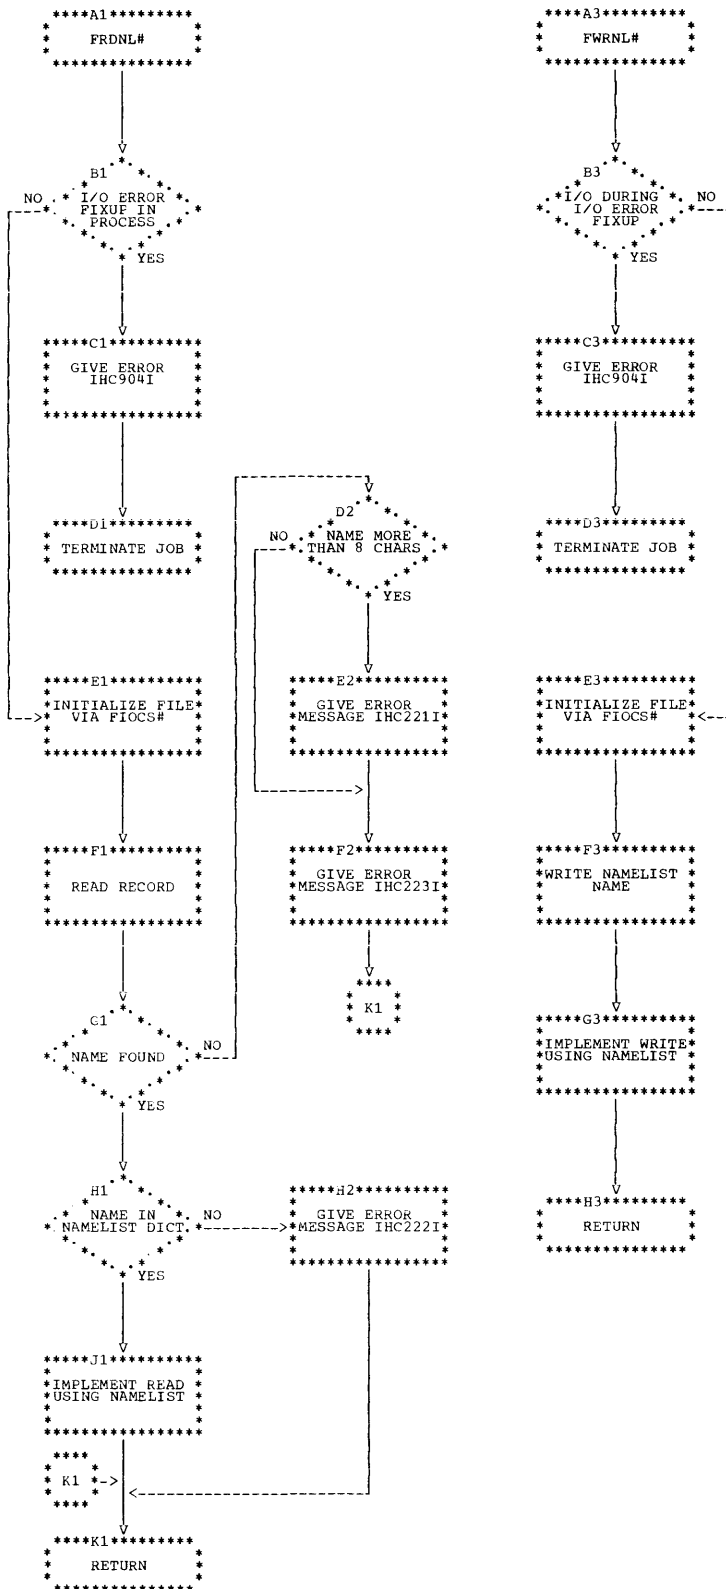 A1
FRDNL#
B1
NO
I/O ERROR
FIXUP IN
PROCESS
YES
C1
GIVE ERROR
IHC904I
D1
TERMINATE JOB
E1
INITIALIZE FILE
VIA FIOCS#
F1
READ RECORD
G1
NAME FOUND
NO
YES
H1
NAME IN
NAMELIST DICT
NO
YES
J1
IMPLEMENT READ
USING NAMELIST
K1
K1
RETURN
D2
NO
NAME MORE
THAN 8 CHARS
YES
E2
GIVE ERROR
MESSAGE IHC221I
F2
GIVE ERROR
MESSAGE IHC223I
K1
H2
GIVE ERROR
MESSAGE IHC222I
A3
FWRNL#
B3
I/O DURING
I/O ERROR
FIXUP
NO
YES
C3
GIVE ERROR
IHC904I
D3
TERMINATE JOB
E3
INITIALIZE FILE
VIA FIOCS#
F3
WRITE NAMELIST
NAME
G3
IMPLEMENT WRITE
USING NAMELIST
H3
RETURN